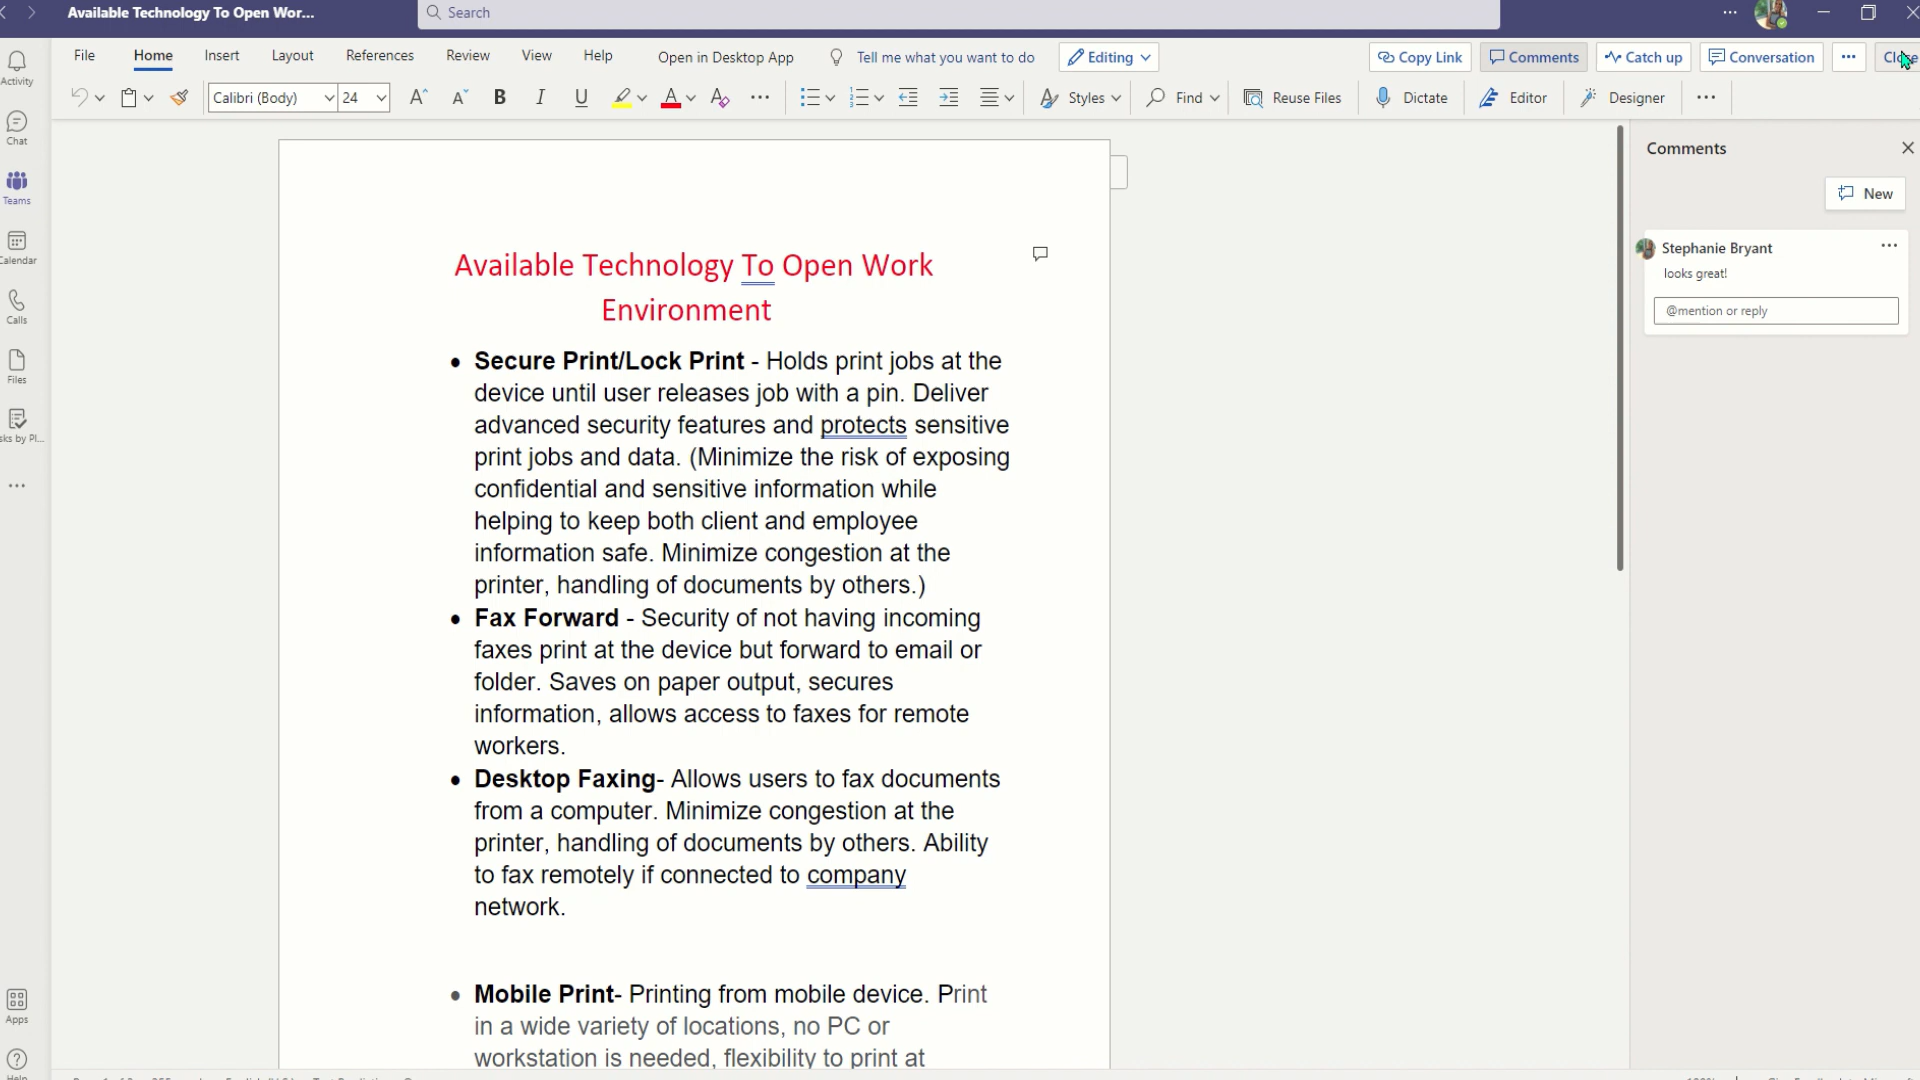 Available Technology To Open Wor...
Search
File Home Insert Layout References Review View Help Open in Desktop App Tell me what you want to do Editing Copy Link Comments Catch up Conversation
Calibri (Body) 24 A A B I U A A Styles Find Reuse Files Dictate Editor Designer
Activity
Chat
Teams
Calendar
Calls
Files
Apps
Comments
New
Stephanie Bryant
looks great!
@mention or reply
Available Technology To Open Work
Environment
• Secure Print/Lock Print - Holds print jobs at the
device until user releases job with a pin. Deliver
advanced security features and protects sensitive
print jobs and data. (Minimize the risk of exposing
confidential and sensitive information while
helping to keep both client and employee
information safe. Minimize congestion at the
printer, handling of documents by others.)
• Fax Forward - Security of not having incoming
faxes print at the device but forward to email or
folder. Saves on paper output, secures
information, allows access to faxes for remote
workers.
• Desktop Faxing- Allows users to fax documents
from a computer. Minimize congestion at the
printer, handling of documents by others. Ability
to fax remotely if connected to company
network.
• Mobile Print- Printing from mobile device. Print
in a wide variety of locations, no PC or
workstation is needed, flexibility to print at